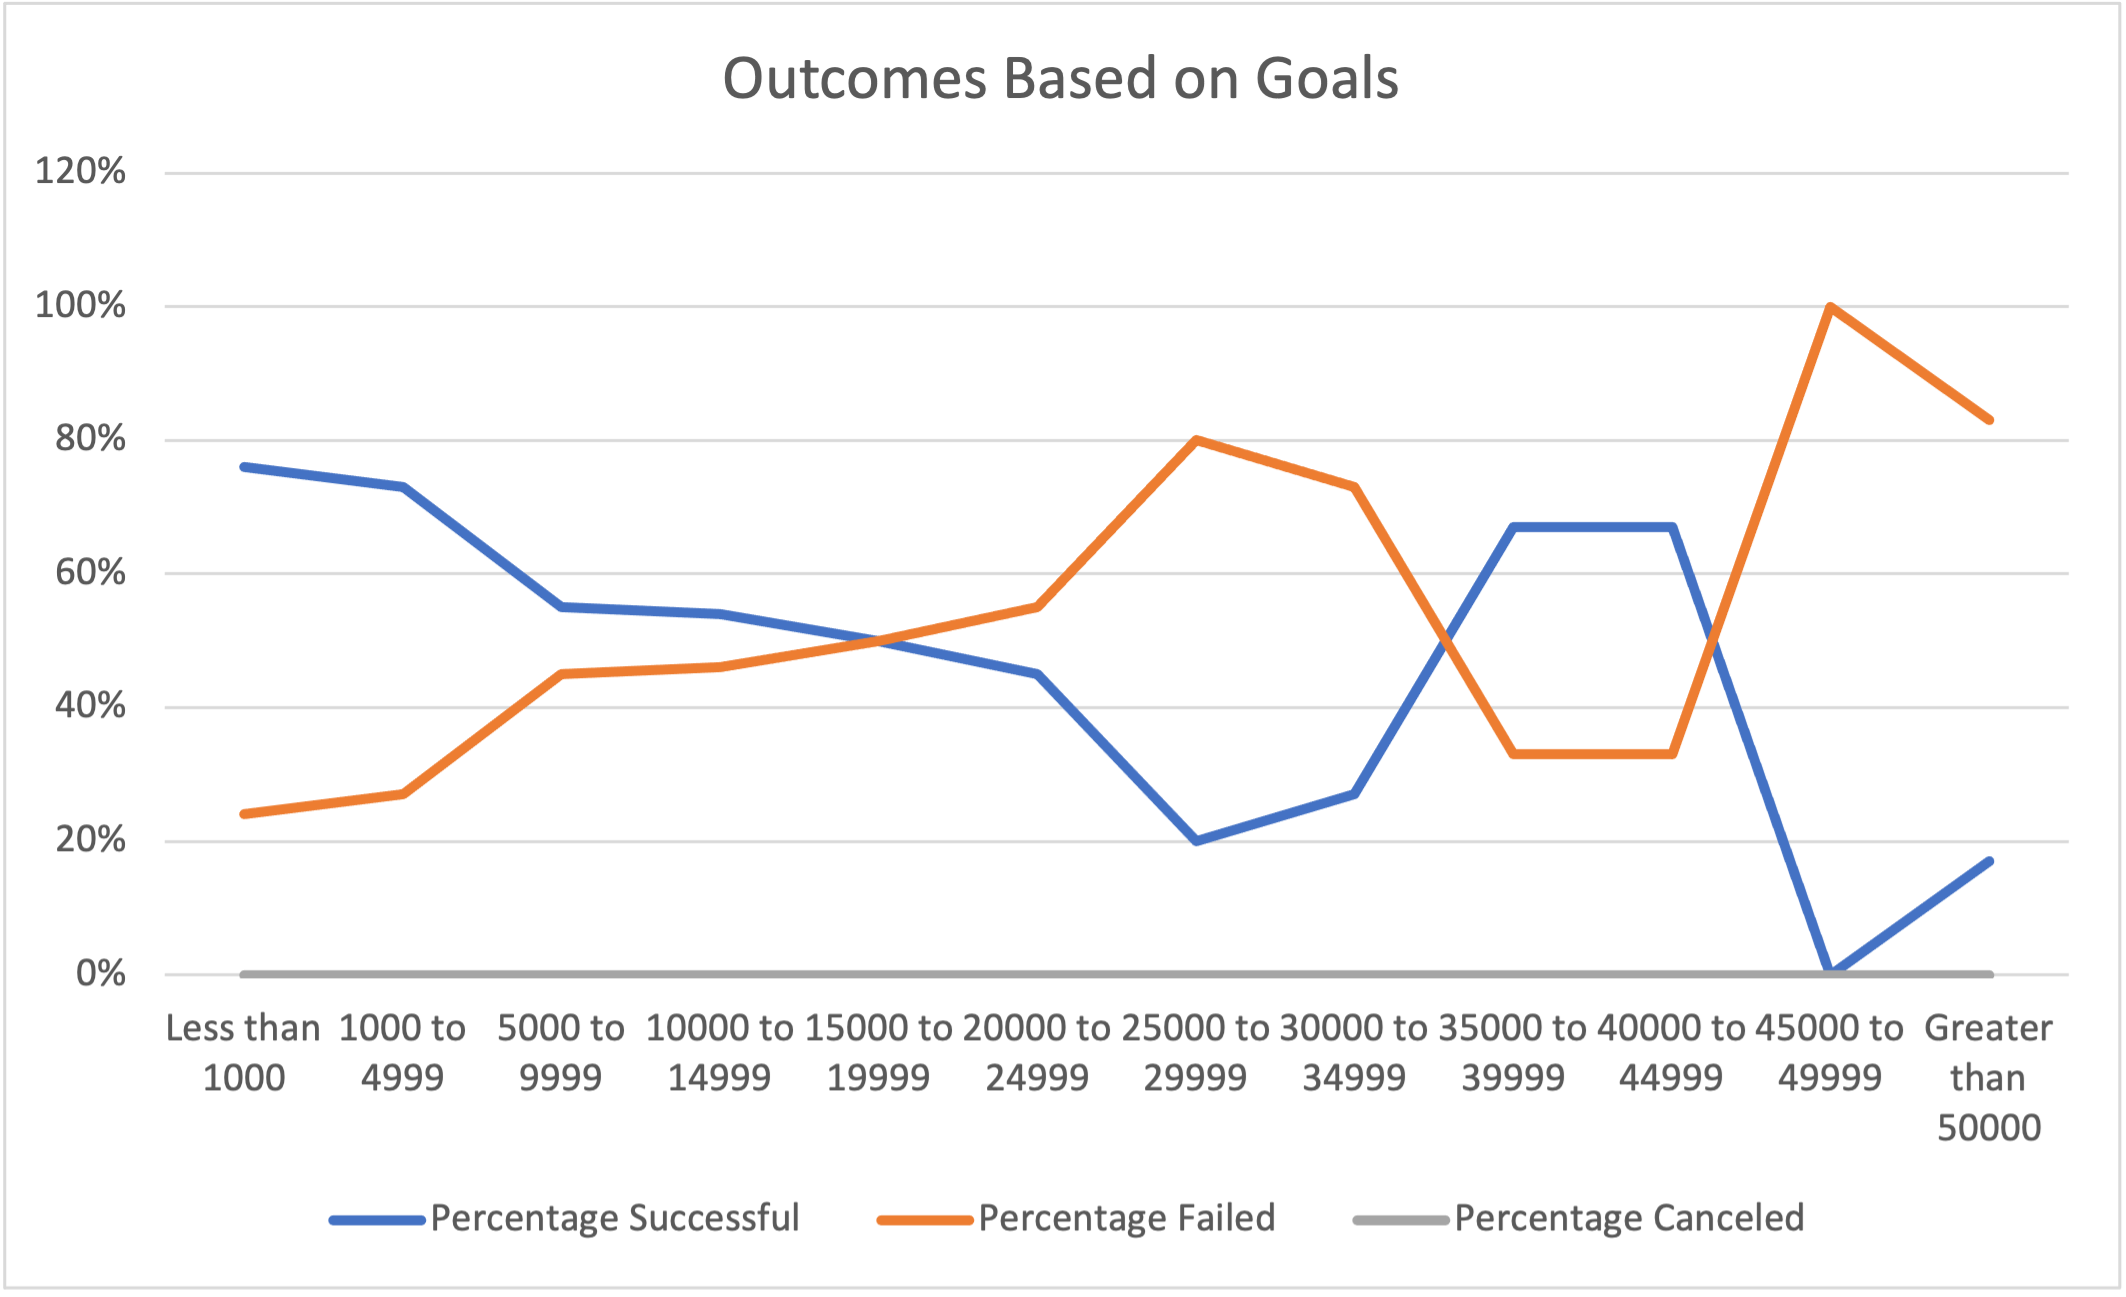 Outcomes Based on Goals
120%
100%
80%
60%
40%
20%
0%
Less than 1000 to 5000 to 10000 to 15000 to 20000 to 25000 to 30000 to 35000 to 40000 to 45000 to Greater
1000 4999 9999 14999 19999 24999 29999 34999 39999 44999 49999 than
50000
Percentage Successful Percentage Failed Percentage Canceled